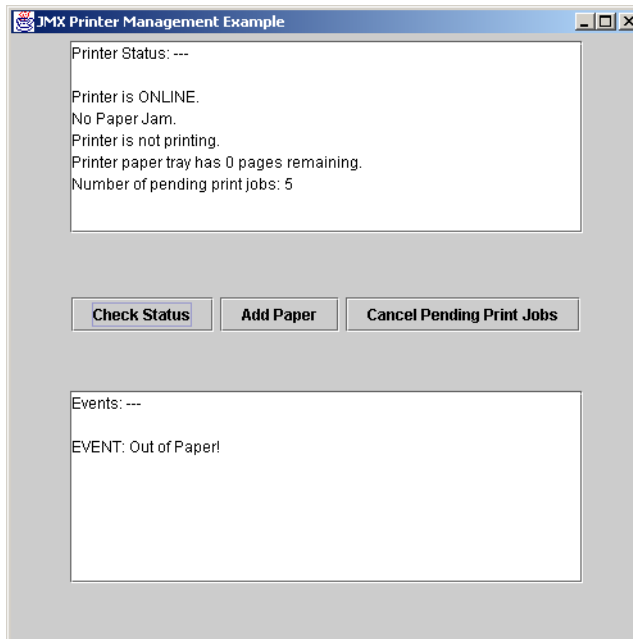 JMX Printer Management Example
Printer Status: ---
Printer is ONLINE.
No Paper Jam.
Printer is not printing.
Printer paper tray has 0 pages remaining.
Number of pending print jobs: 5
Check Status Add Paper Cancel Pending Print Jobs
Events: ---
EVENT: Out of Paper!